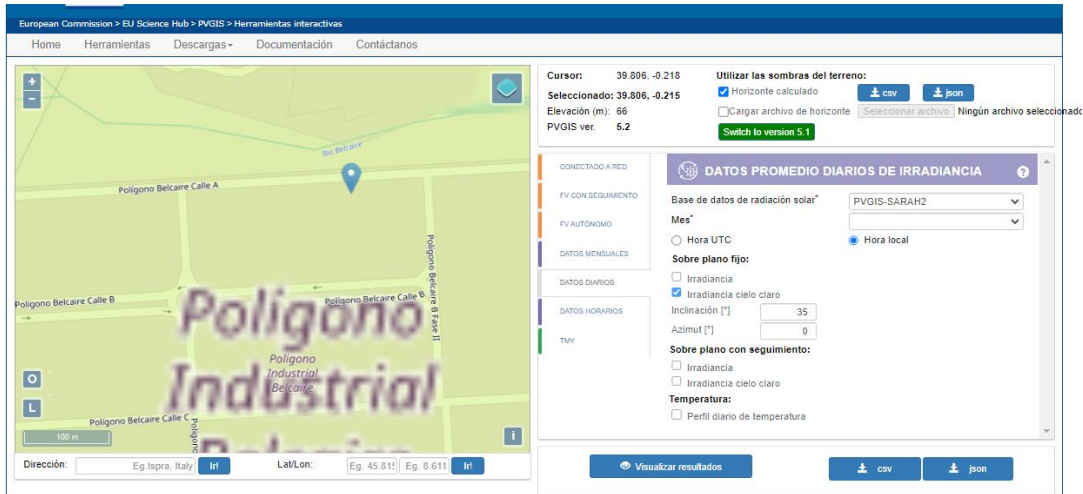 European Commission > EU Science Hub > PVGIS > Herramientas interactivas
Home Herramientas Descargas Documentación Contáctanos
+
−
Río Belcaire
Polígono Belcaire Calle A
Polígono Belcaire B Fase II
Polígono Belcaire Calle B
Polígono Belcaire Calle B
Polígono
Industrial
Polígono
Industrial
Belcaire
Polígono Belcaire Calle C
O
L
100 m
i
Dirección: Eg.Ispra, Italy Ir! Lat/Lon: Eg. 45.815 Eg. 8.611 Ir!
Cursor: 39.806, -0.218
Seleccionado: 39.806, -0.215
Elevación (m): 66
PVGIS ver. 5.2
Utilizar las sombras del terreno:
Horizonte calculado csv json
Cargar archivo de horizonte Seleccionar archivo Ningún archivo seleccionado
Switch to version 5.1
CONECTADO A RED
FV CON SEGUIMIENTO
FV AUTÓNOMO
DATOS MENSUALES
DATOS DIARIOS
DATOS HORARIOS
TMY
DATOS PROMEDIO DIARIOS DE IRRADIANCIA ?
Base de datos de radiación solar* PVGIS-SARAH2
Mes*
Hora UTC Hora local
Sobre plano fijo:
Irradiancia
Irradiancia cielo claro
Inclinación [°] 35
Azimut [°] 0
Sobre plano con seguimiento:
Irradiancia
Irradiancia cielo claro
Temperatura:
Perfil diario de temperatura
Visualizar resultados csv json